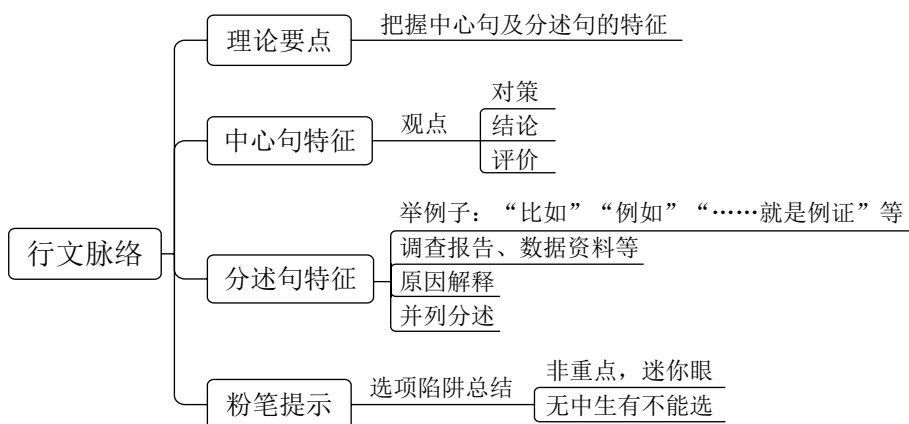 行文脉络
理论要点
把握中心句及分述句的特征
中心句特征
观点
对策
结论
评价
分述句特征
举例子：“比如”“例如”“……就是例证”等
调查报告、数据资料等
原因解释
并列分述
粉笔提示
选项陷阱总结
非重点，迷你眼
无中生有不能选